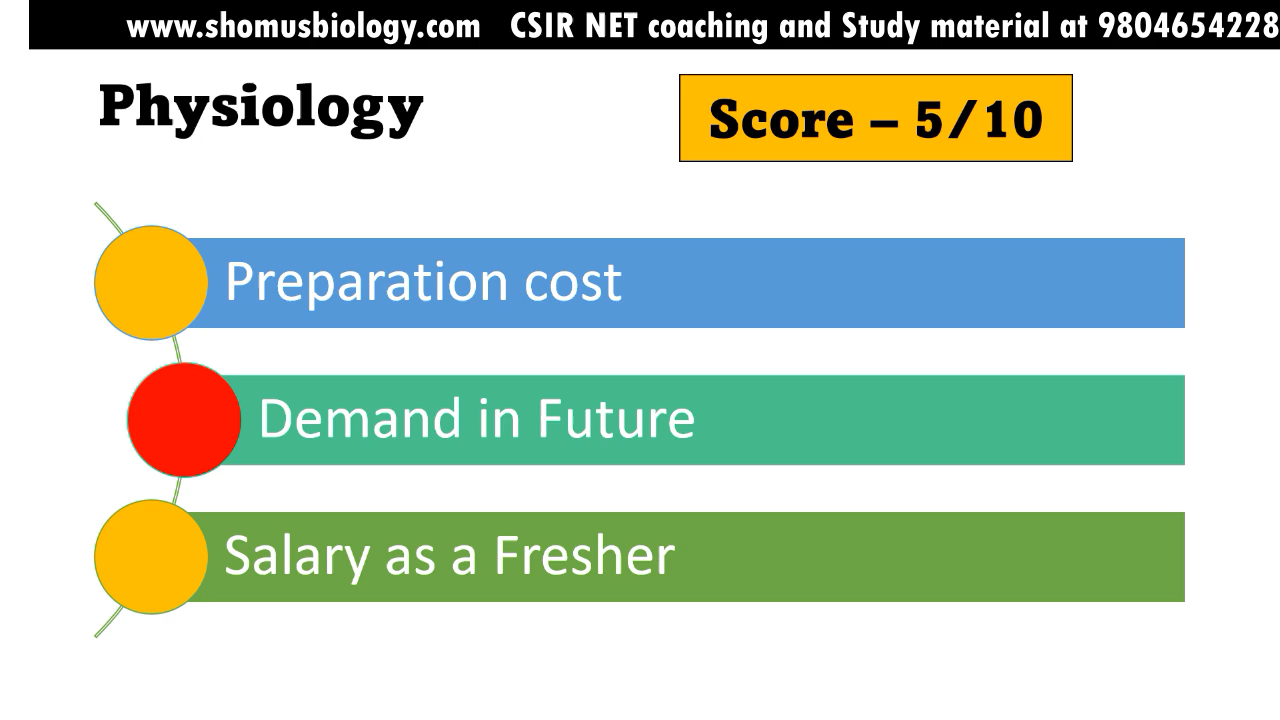 www.shomusbiology.com CSIR NET coaching and Study material at 9804654228
Physiology
Score – 5/10
Preparation cost
Demand in Future
Salary as a Fresher